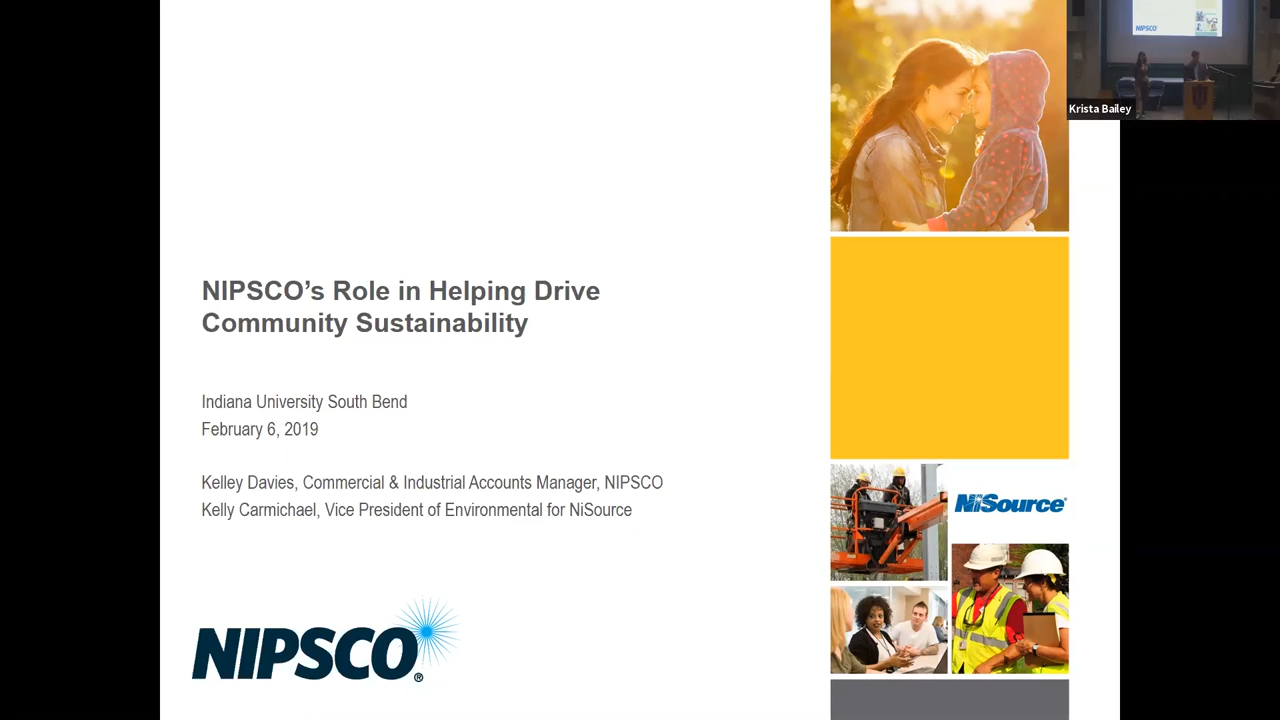 NIPSCO’s Role in Helping Drive
Community Sustainability
Indiana University South Bend
February 6, 2019
Kelley Davies, Commercial & Industrial Accounts Manager, NIPSCO
Kelly Carmichael, Vice President of Environmental for NiSource
NIPSCO®
NiSource®
NIPSCO
Krista Bailey